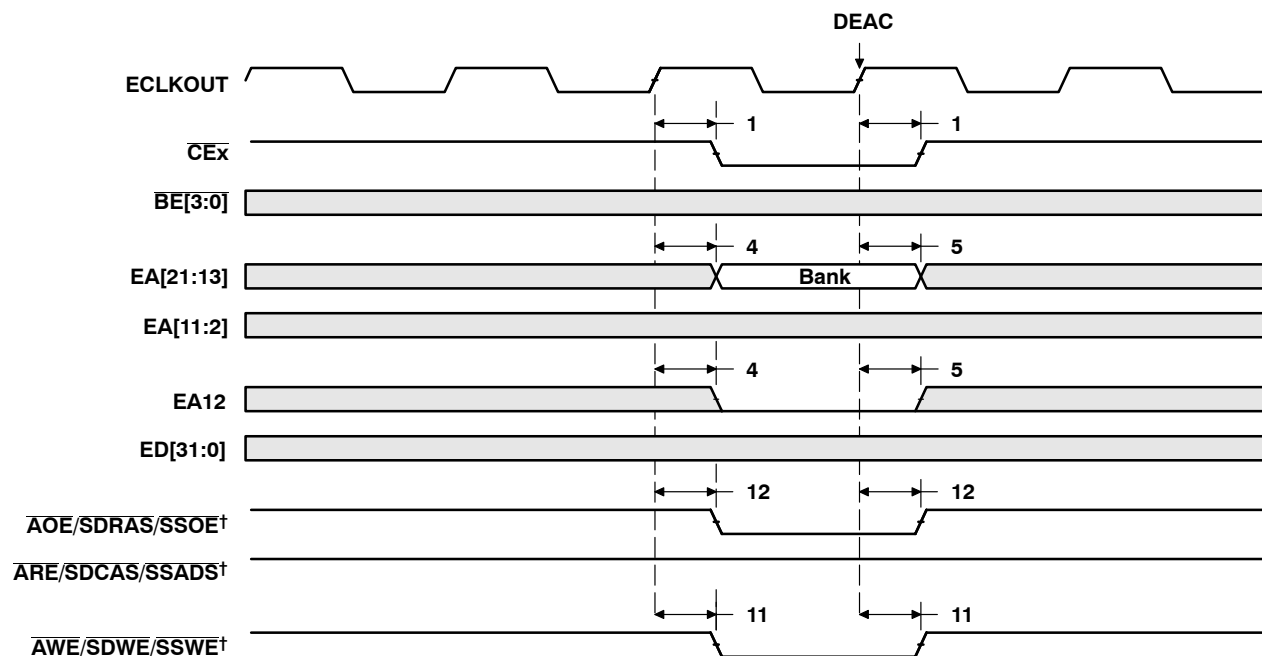 DEAC
ECLKOUT
1 1
CEx
BE[3:0]
4 5
EA[21:13] Bank
EA[11:2]
4 5
EA12
ED[31:0]
12 12
AOE/SDRAS/SSOE†
ARE/SDCAS/SSADS†
11 11
AWE/SDWE/SSWE†